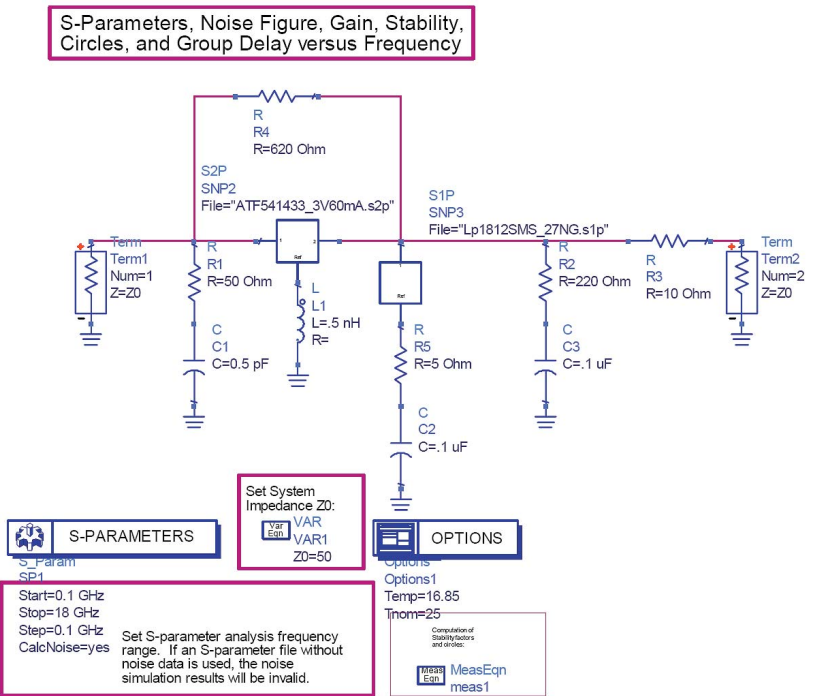 S-Parameters, Noise Figure, Gain, Stability,
Circles, and Group Delay versus Frequency
R
R4
R=620 Ohm
S2P
SNP2
File="ATF541433_3V60mA.s2p"
S1P
SNP3
File="Lp1812SMS_27NG.s1p"
Term
Term1
Num=1
Z=Z0
R
R1
R=50 Ohm
1
2
Ref
L
L1
L=.5 nH
R=
C
C1
C=0.5 pF
Ref
R
R5
R=5 Ohm
C
C2
C=.1 uF
R
R2
R=220 Ohm
C
C3
C=.1 uF
R
R3
R=10 Ohm
Term
Term2
Num=2
Z=Z0
S-PARAMETERS
S_Param
SP1
Start=0.1 GHz
Stop=18 GHz
Step=0.1 GHz
CalcNoise=yes
Set S-parameter analysis frequency
range. If an S-parameter file without
noise data is used, the noise
simulation results will be invalid.
Set System
Impedance Z0:
Var
Eqn
VAR
VAR1
Z0=50
OPTIONS
Options
Options1
Temp=16.85
Tnom=25
Computation of
Stability factors
and circles:
Meas
Eqn
MeasEqn
meas1